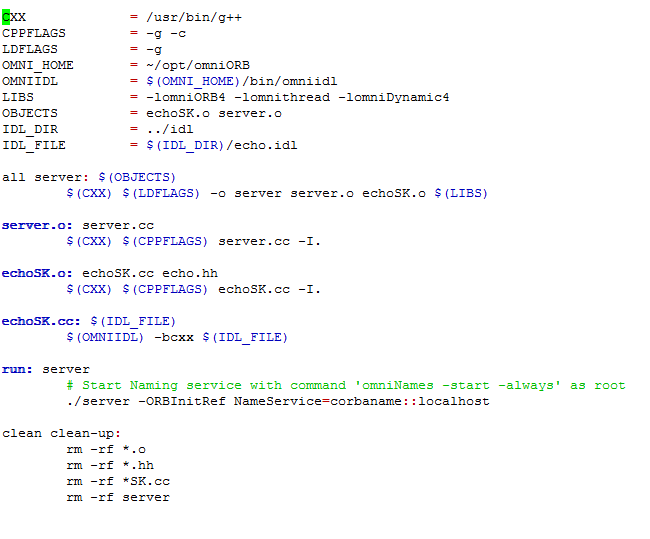 CXX             = /usr/bin/g++
CPPFLAGS        = -g -c
LDFLAGS         = -g
OMNI_HOME       = ~/opt/omniORB
OMNIIDL         = $(OMNI_HOME)/bin/omniidl
LIBS            = -lomniORB4 -lomnithread -lomniDynamic4
OBJECTS         = echoSK.o server.o
IDL_DIR         = ../idl
IDL_FILE        = $(IDL_DIR)/echo.idl

all server: $(OBJECTS)
        $(CXX) $(LDFLAGS) -o server server.o echoSK.o $(LIBS)

server.o: server.cc
        $(CXX) $(CPPFLAGS) server.cc -I.

echoSK.o: echoSK.cc echo.hh
        $(CXX) $(CPPFLAGS) echoSK.cc -I.

echoSK.cc: $(IDL_FILE)
        $(OMNIIDL) -bcxx $(IDL_FILE)

run: server
        # Start Naming service with command 'omniNames -start -always' as root
        ./server -ORBInitRef NameService=corbaname::localhost

clean clean-up:
        rm -rf *.o
        rm -rf *.hh
        rm -rf *SK.cc
        rm -rf server